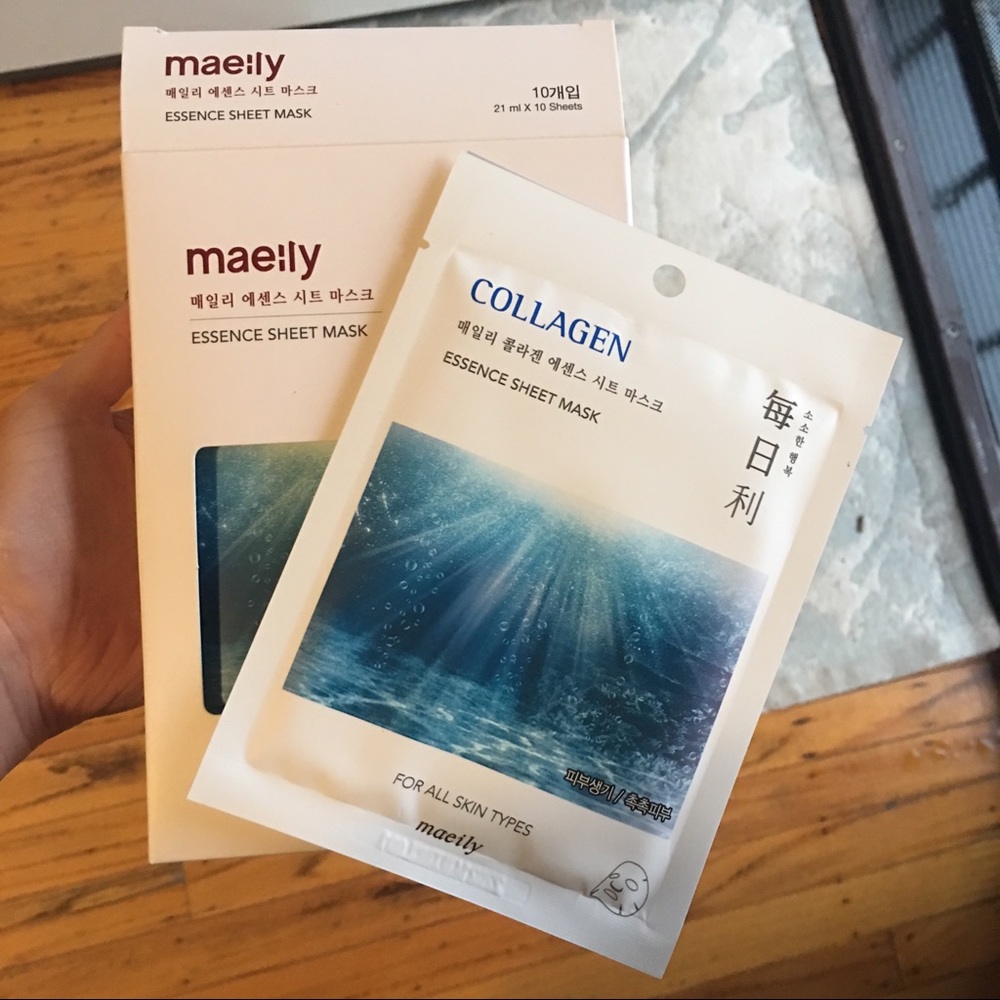 maeily
매일리 에센스 시트 마스크
ESSENCE SHEET MASK
10개입
21 ml X 10 Sheets
maeily
매일리 에센스 시트 마스크
ESSENCE SHEET MASK
COLLAGEN
매일리 콜라겐 에센스 시트 마스크
ESSENCE SHEET MASK
每日利
소소한 행복
피부생기 / 촉촉피부
FOR ALL SKIN TYPES
maeily